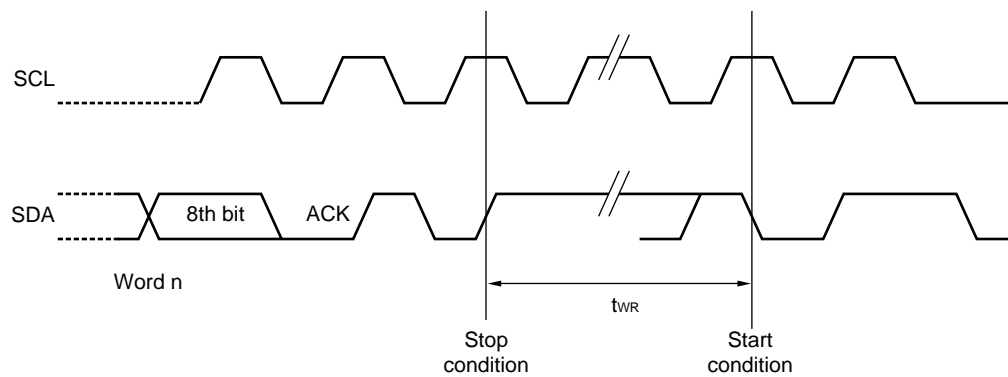 SCL
SDA
8th bit
ACK
Word n
tWR
Stop
condition
Start
condition